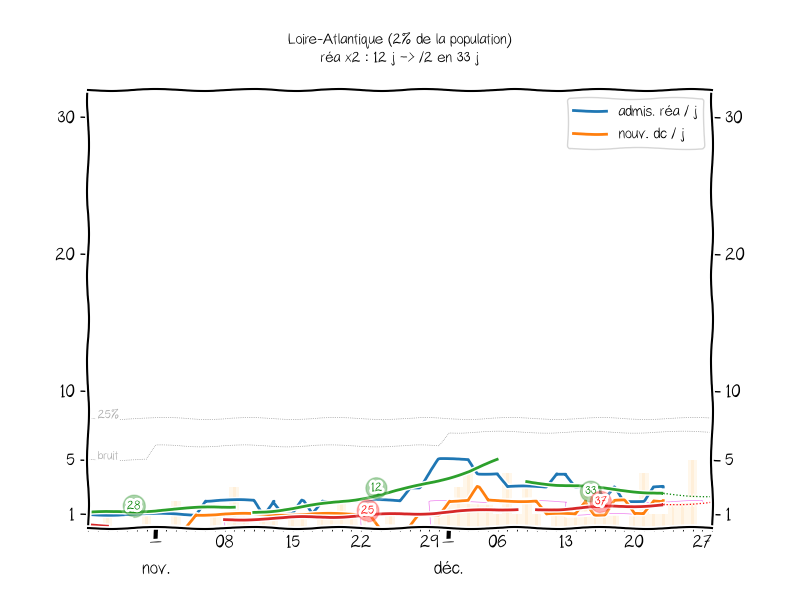 Loire-Atlantique (2% de la population)
réa x2 : 12 j -> /2 en 33 j
admis. réa / j
nouv. dc / j
30 30
20 20
10 10
25%
bruit
5 5
1 1
28 12 25 33 37
08 15 22 29 06 13 20 27
nov. déc.